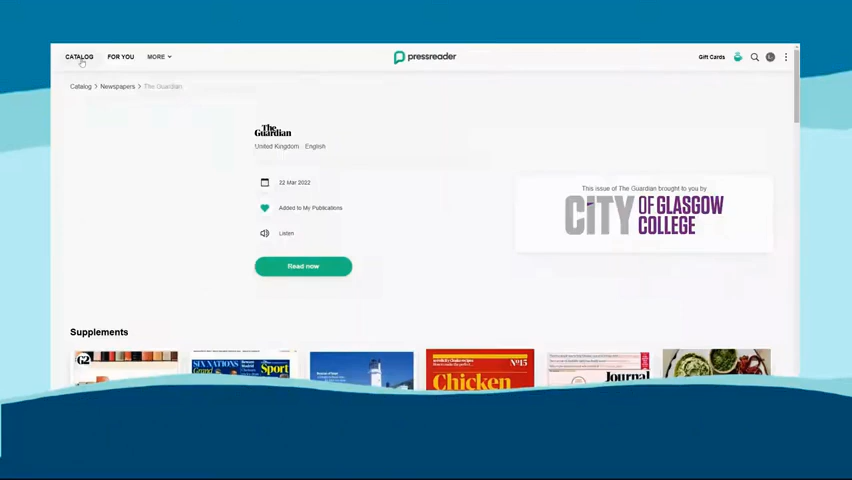 CATALOG FOR YOU MORE pressreader Gift Cards
Catalog > Newspapers > The Guardian
The Guardian
United Kingdom English
22 Mar 2022
Added to My Publications
Listen
Read now
This issue of The Guardian brought to you by
CITY OF GLASGOW COLLEGE
Supplements
G2
SIX NATIONS
Sport
Chicken
Nº15
Journal